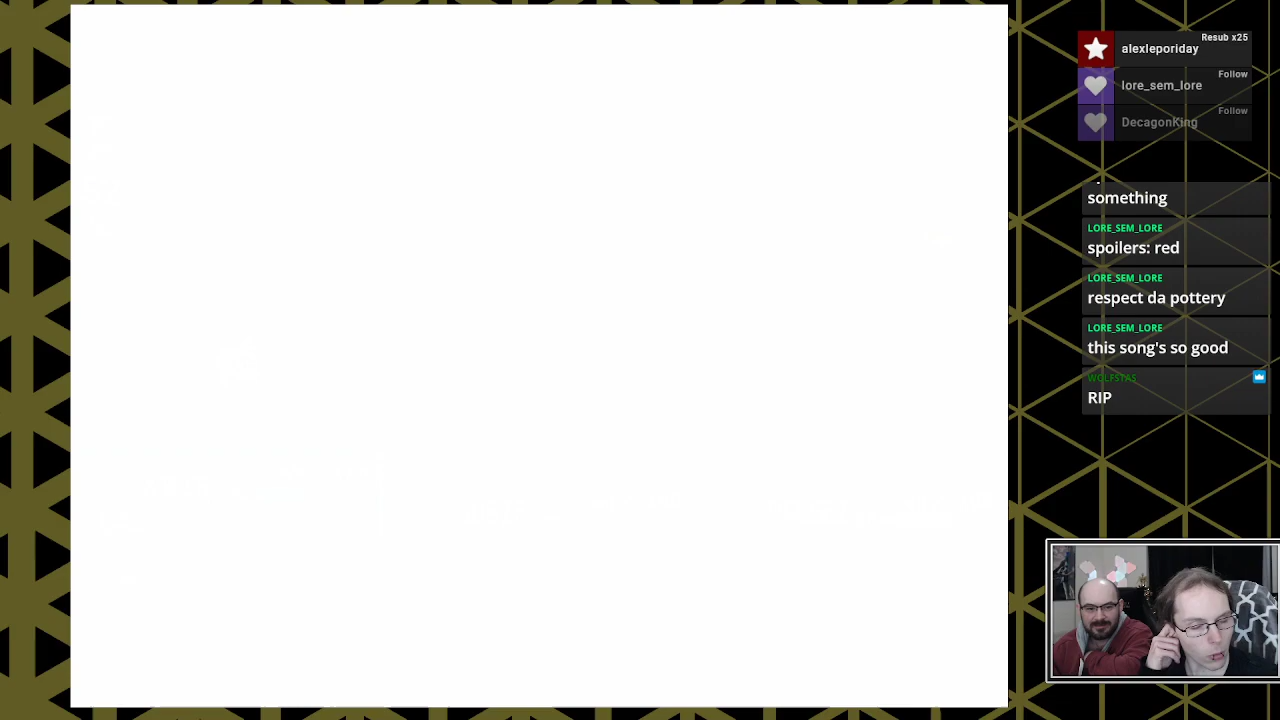 Resub x25
alexleporiday
Follow
lore_sem_lore
Follow
DecagonKing
something
LORE_SEM_LORE
spoilers: red
LORE_SEM_LORE
respect da pottery
LORE_SEM_LORE
this song's so good
WOLFSTAS
RIP